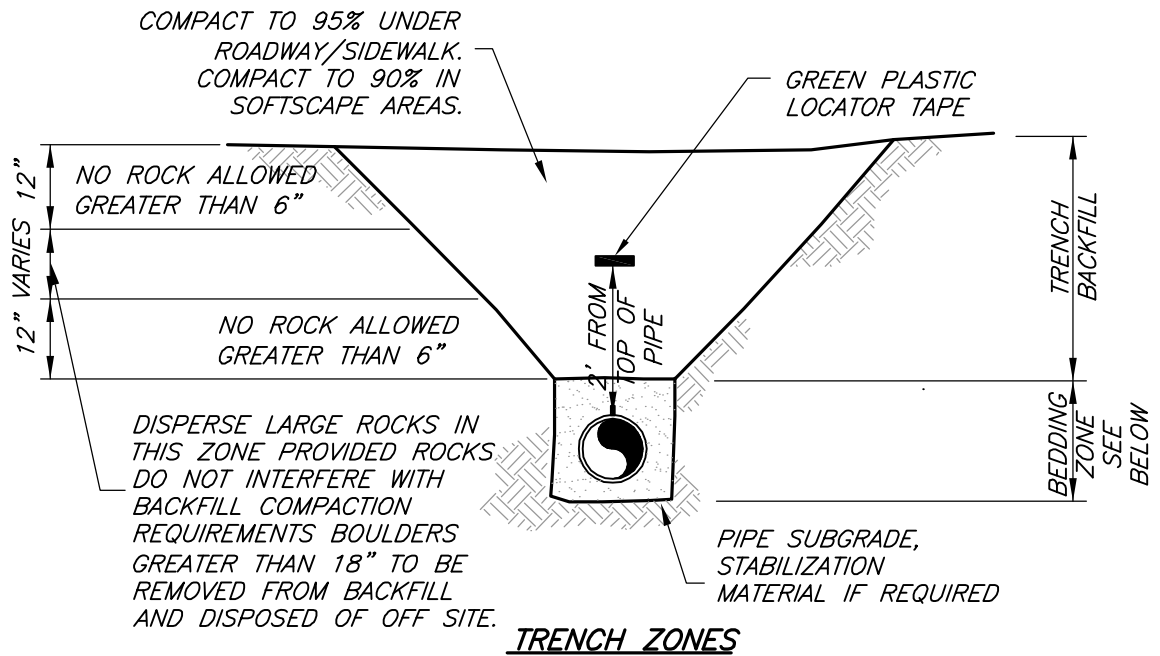 COMPACT TO 95% UNDER
ROADWAY/SIDEWALK.
COMPACT TO 90% IN
SOFTSCAPE AREAS.
GREEN PLASTIC
LOCATOR TAPE
12"
VARIES
12"
NO ROCK ALLOWED
GREATER THAN 6"
NO ROCK ALLOWED
GREATER THAN 6"
2' FROM
TOP OF
PIPE
TRENCH
BACKFILL
BEDDING
ZONE
SEE
BELOW
DISPERSE LARGE ROCKS IN
THIS ZONE PROVIDED ROCKS
DO NOT INTERFERE WITH
BACKFILL COMPACTION
REQUIREMENTS BOULDERS
GREATER THAN 18" TO BE
REMOVED FROM BACKFILL
AND DISPOSED OF OFF SITE.
PIPE SUBGRADE,
STABILIZATION
MATERIAL IF REQUIRED
TRENCH ZONES